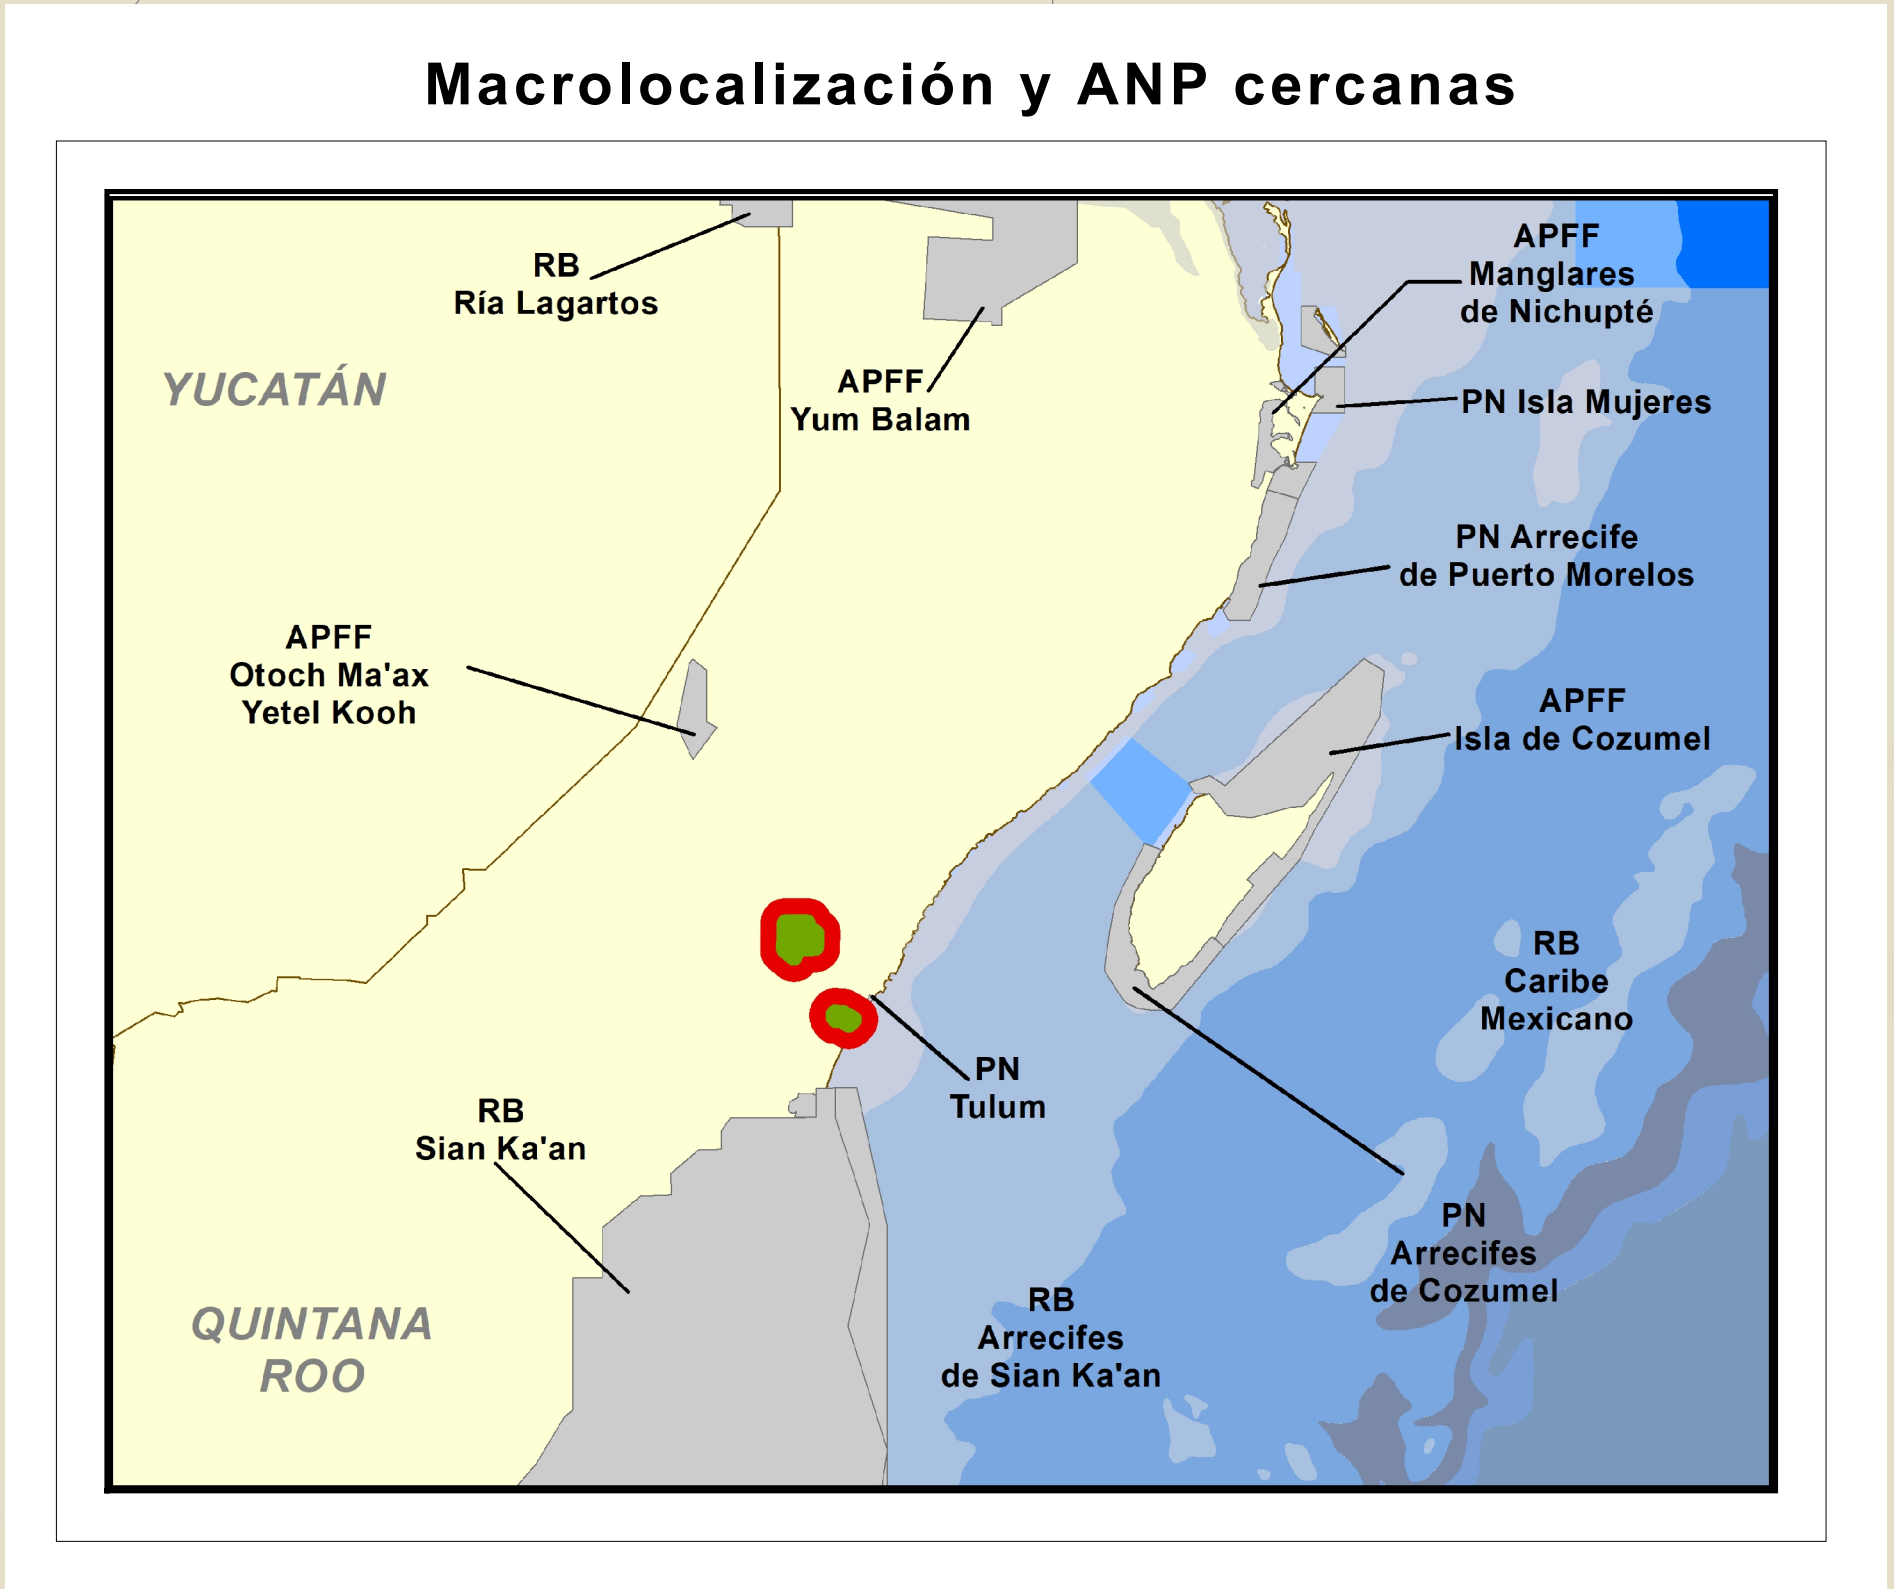 Macrolocalización y ANP cercanas
RB
Ría Lagartos
APFF
Manglares
de Nichupté
YUCATÁN
APFF
Yum Balam
PN Isla Mujeres
PN Arrecife
de Puerto Morelos
APFF
Otoch Ma'ax
Yetel Kooh
APFF
Isla de Cozumel
RB
Caribe
Mexicano
PN
Tulum
RB
Sian Ka'an
PN
Arrecifes
de Cozumel
QUINTANA
ROO
RB
Arrecifes
de Sian Ka'an